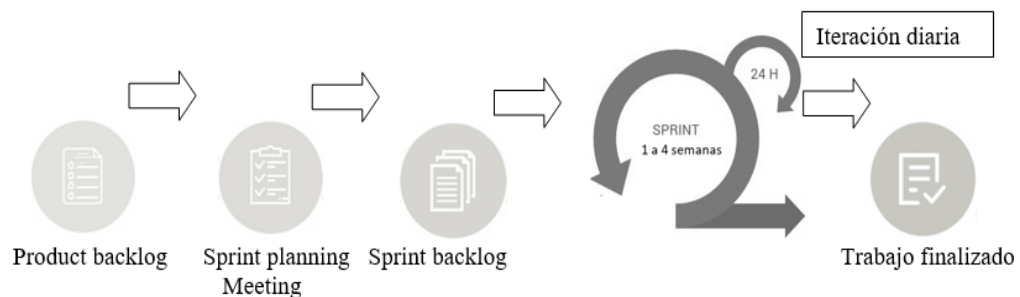 Iteración diaria
24 H
SPRINT
1 a 4 semanas
Product backlog
Sprint planning
Meeting
Sprint backlog
Trabajo finalizado